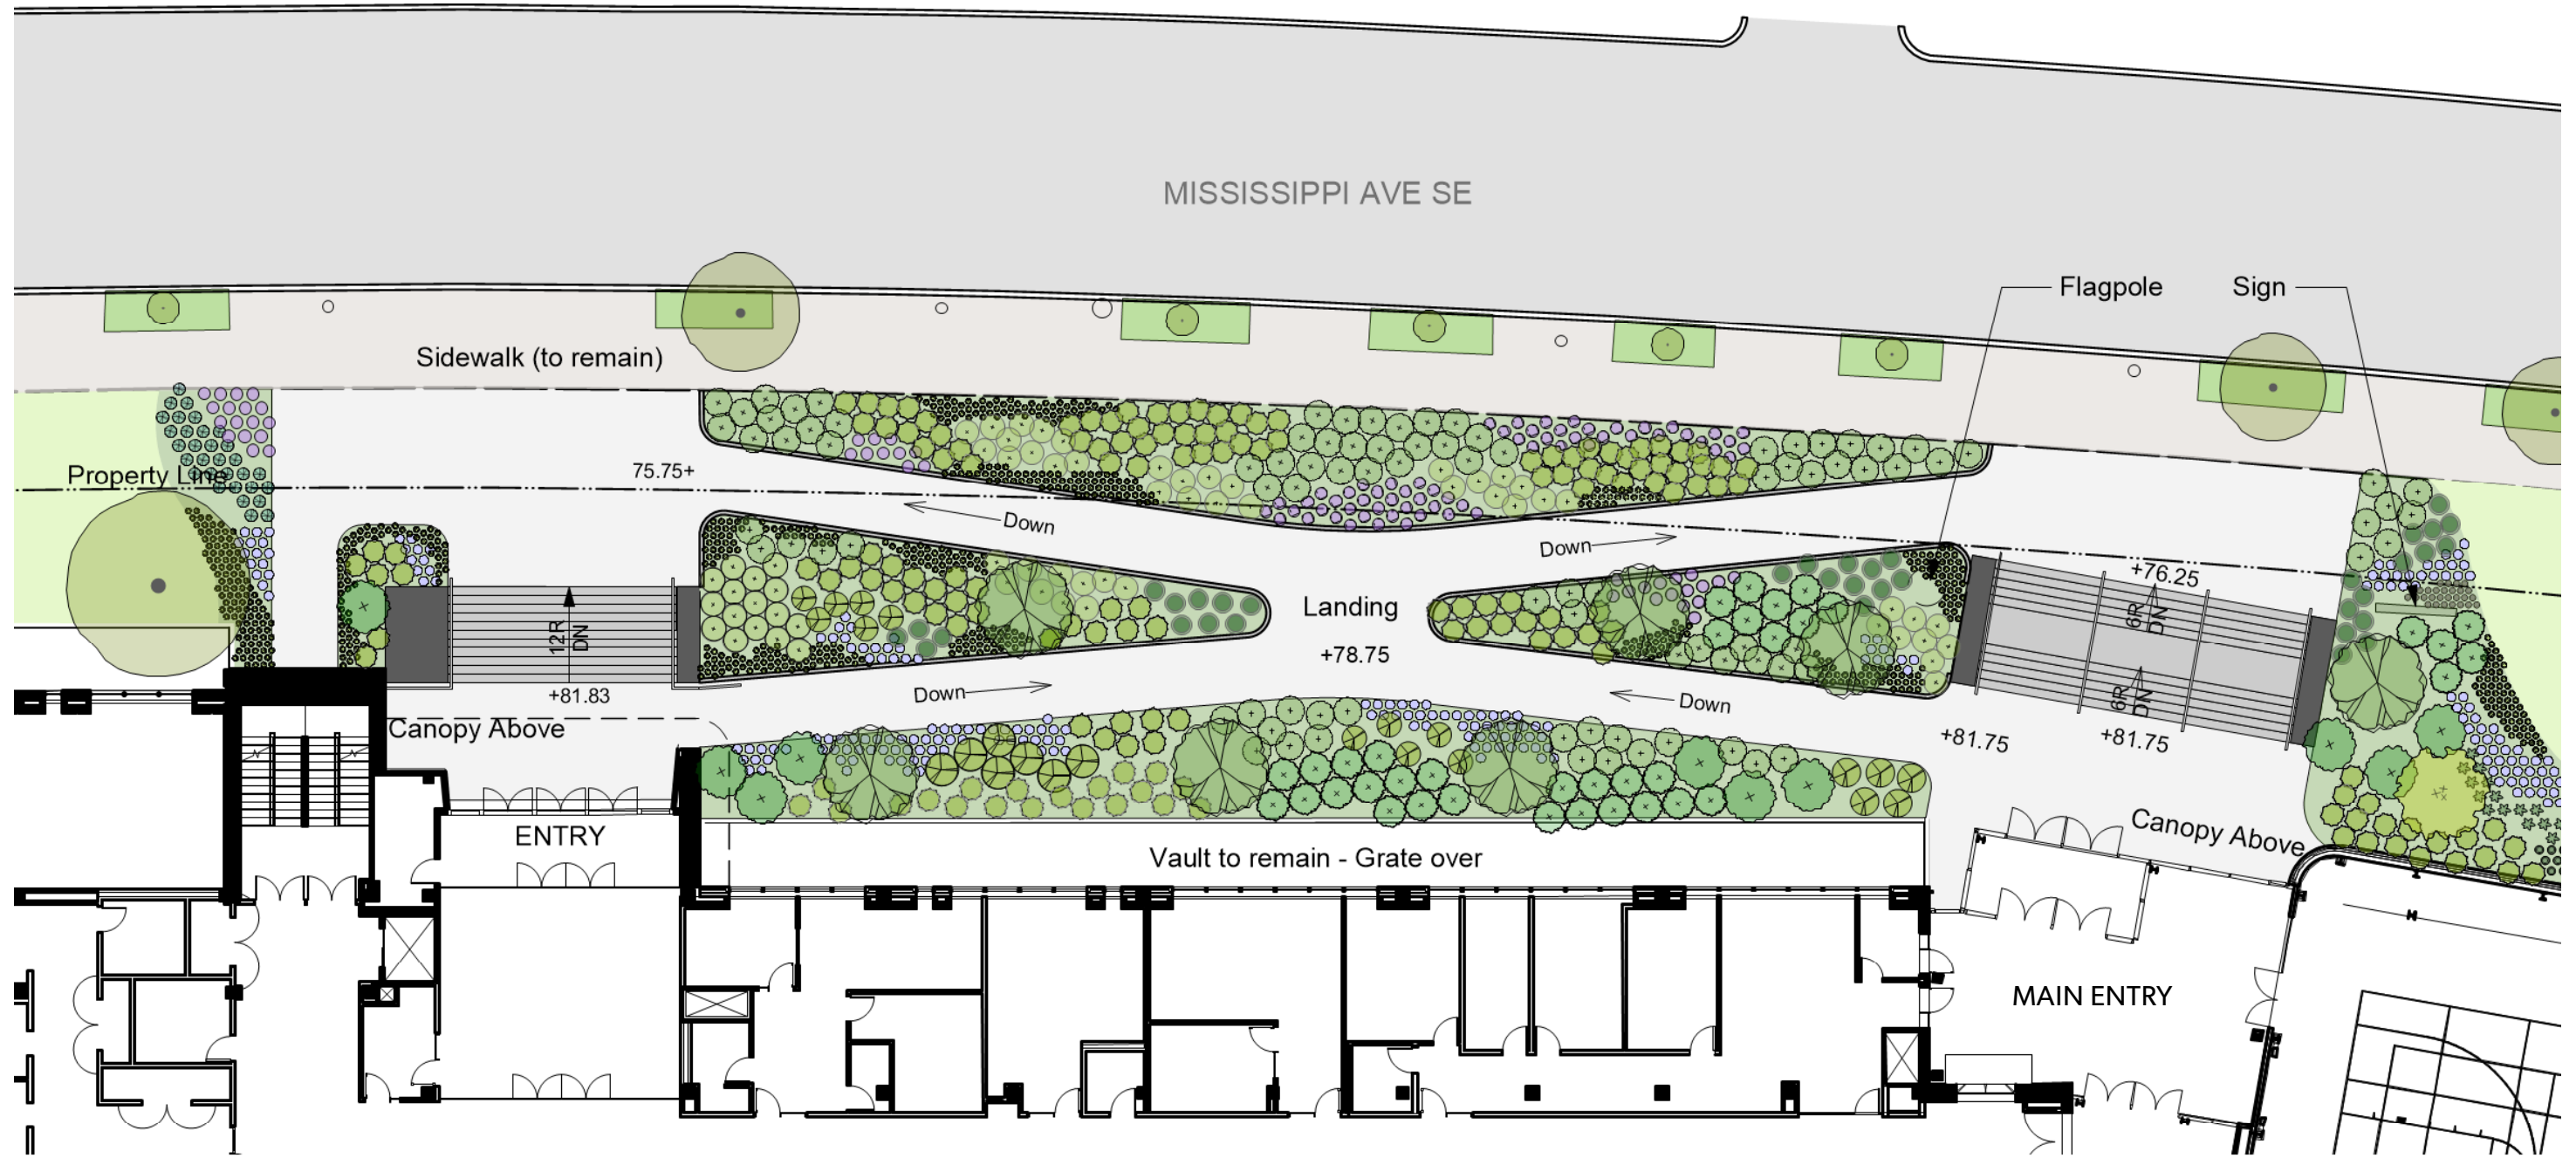 MISSISSIPPI AVE SE
Flagpole
Sign
Sidewalk (to remain)
Property Line
75.75+
Down
Down
+76.25
6R
DN
12R
DN
Landing
+78.75
6R
DN
+81.83
Down
Down
Canopy Above
+81.75
+81.75
ENTRY
Canopy Above
Vault to remain - Grate over
MAIN ENTRY